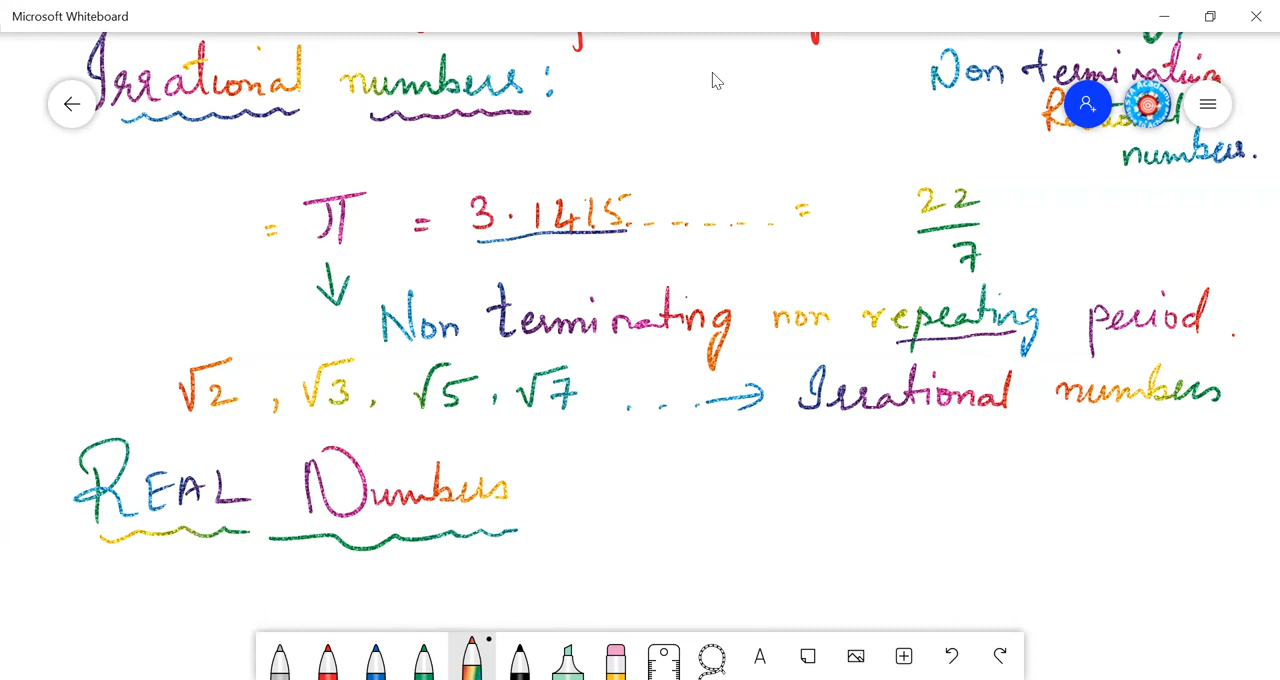 Microsoft Whiteboard
Irrational numbers :
Non terminating
numbers.
= π = 3.1415........ = 22/7
Non terminating non repeating period.
√2, √3, √5, √7 ...→ Irrational numbers
REAL Numbers
A